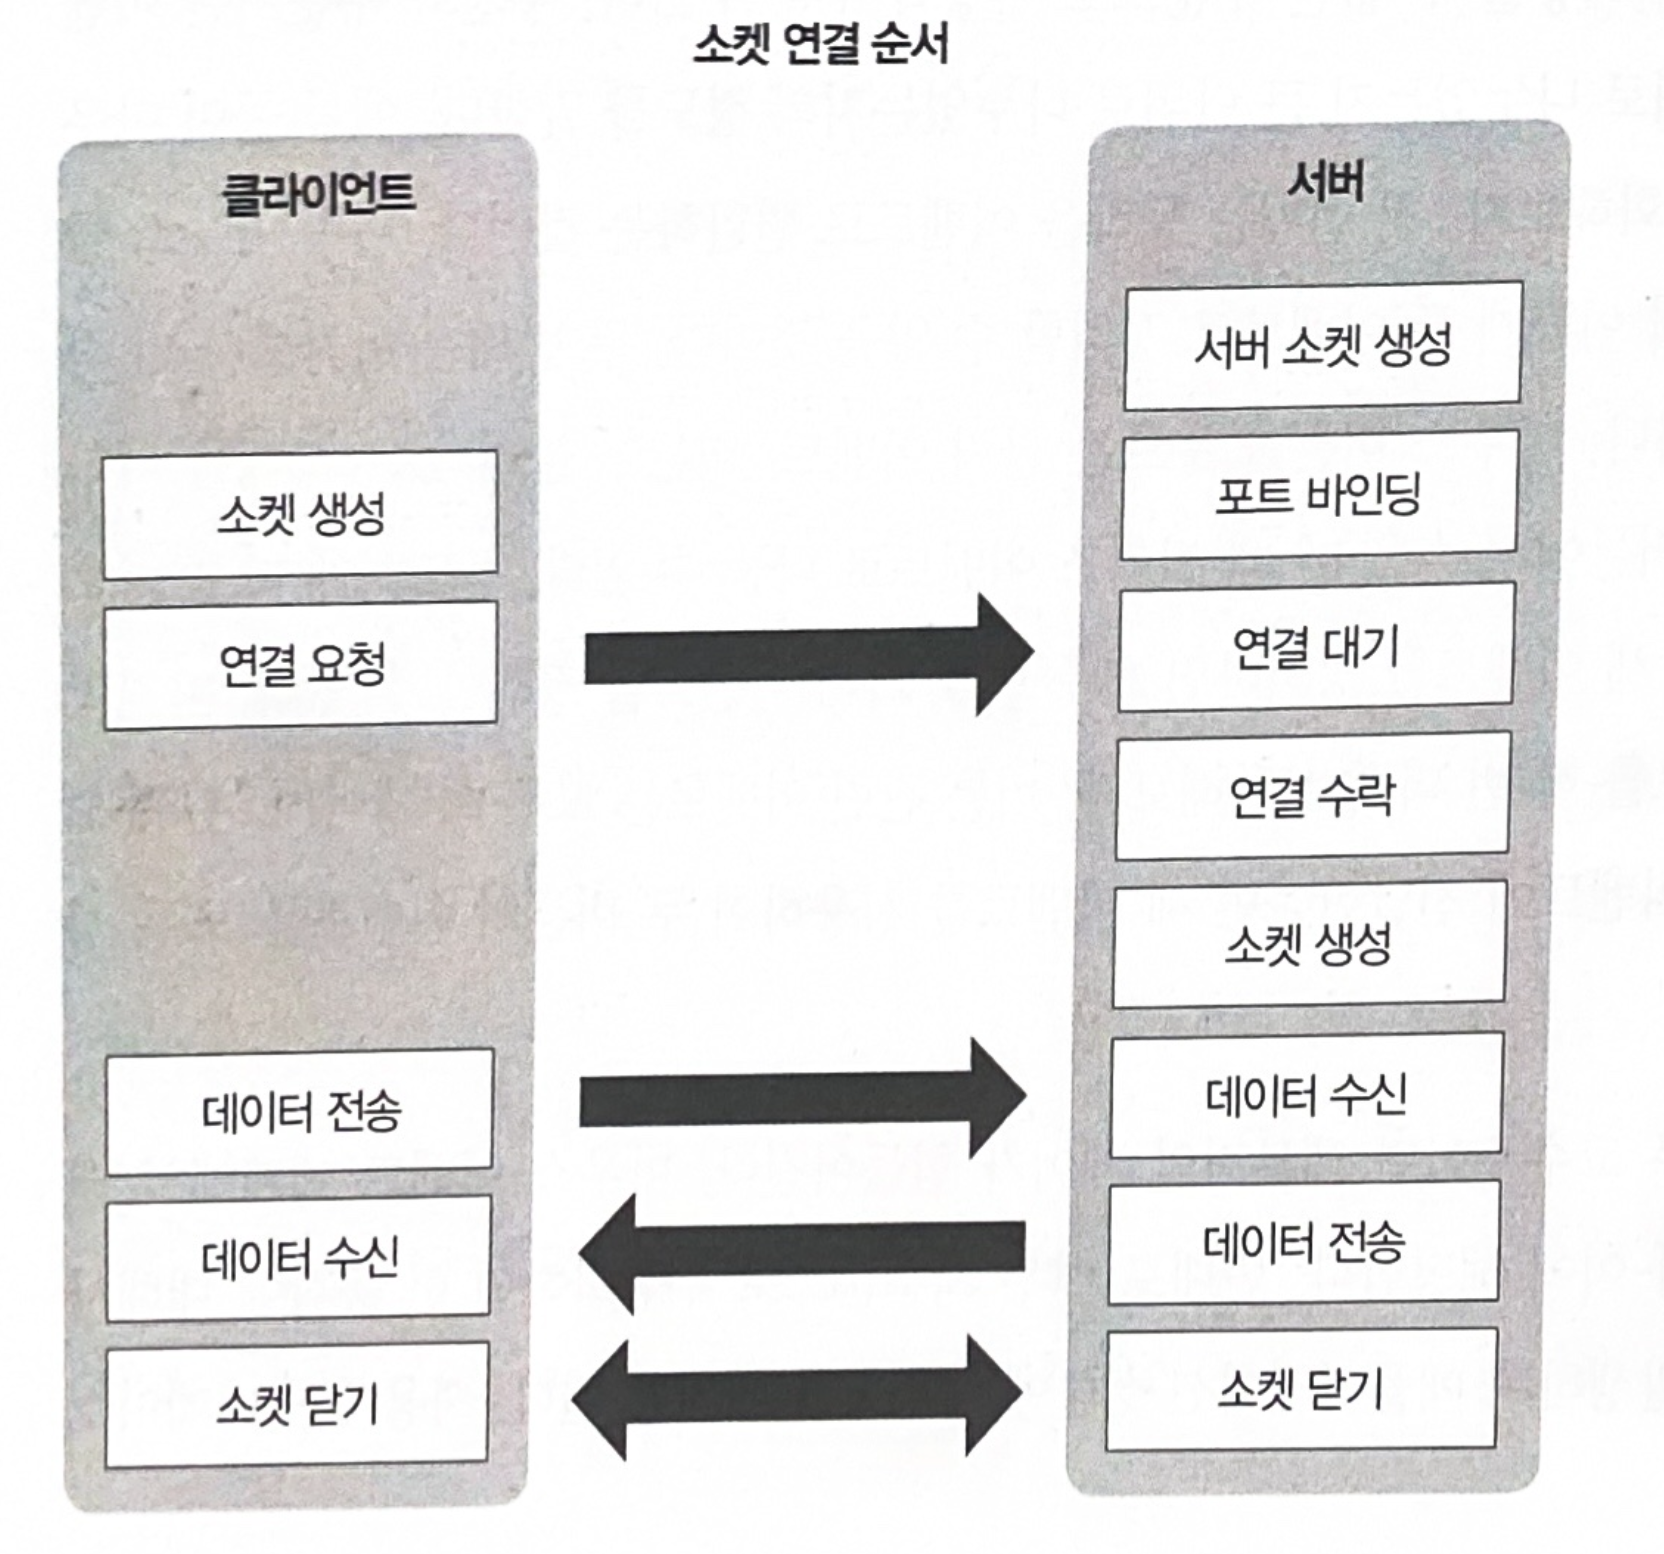 소켓 연결 순서
클라이언트
소켓 생성
연결 요청
데이터 전송
데이터 수신
소켓 닫기
서버
서버 소켓 생성
포트 바인딩
연결 대기
연결 수락
소켓 생성
데이터 수신
데이터 전송
소켓 닫기